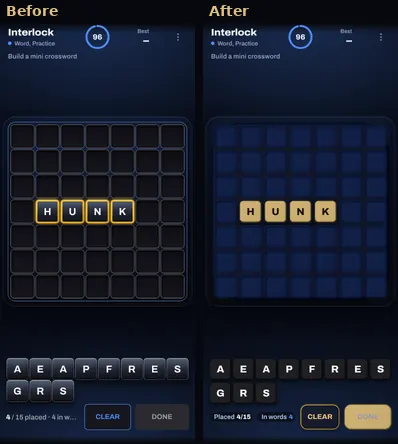 Before
Interlock
Word, Practice
96
Best
–
Build a mini crossword
H U N K
A E A P F R E S
G R S
4 / 15 placed · 4 in w...
CLEAR
DONE
After
Interlock
Word, Practice
96
Best
–
Build a mini crossword
H U N K
A E A P F R E S
G R S
Placed 4/15
In words 4
CLEAR
DONE